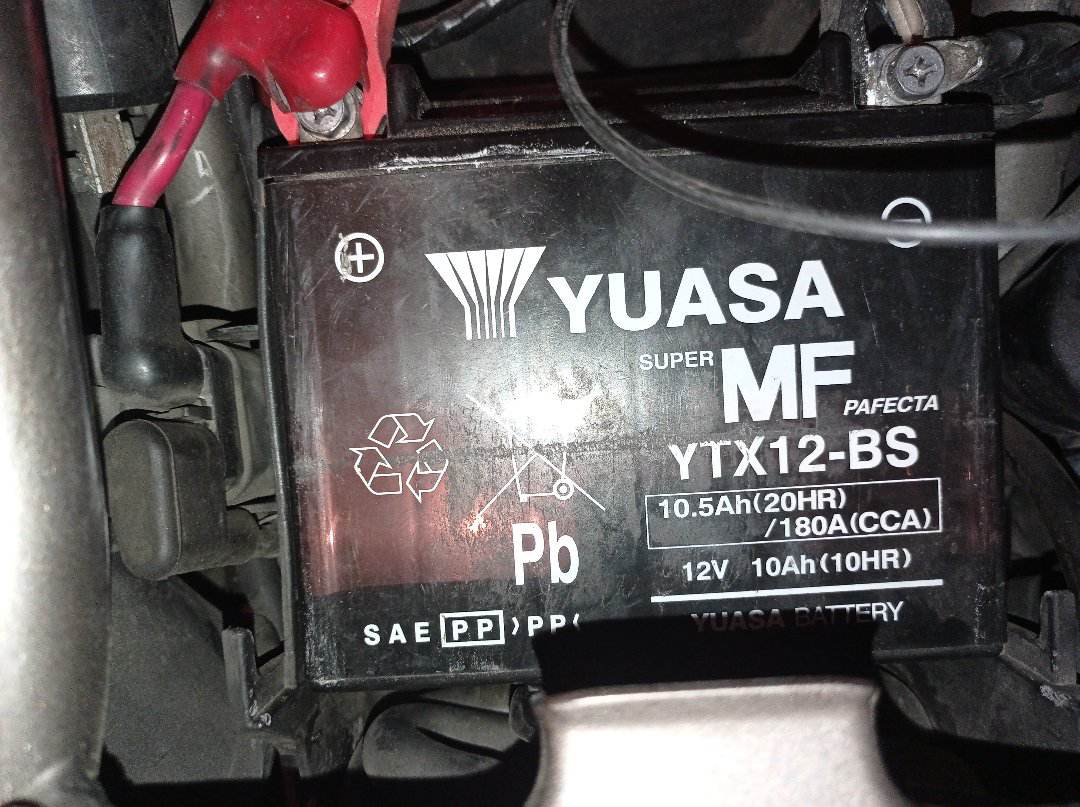 + −
YUASA
SUPER MF PAFECTA
YTX12-BS
10.5Ah(20HR)
/180A(CCA)
12V 10Ah(10HR)
Pb
YUASA BATTERY
SAE PP >PP<